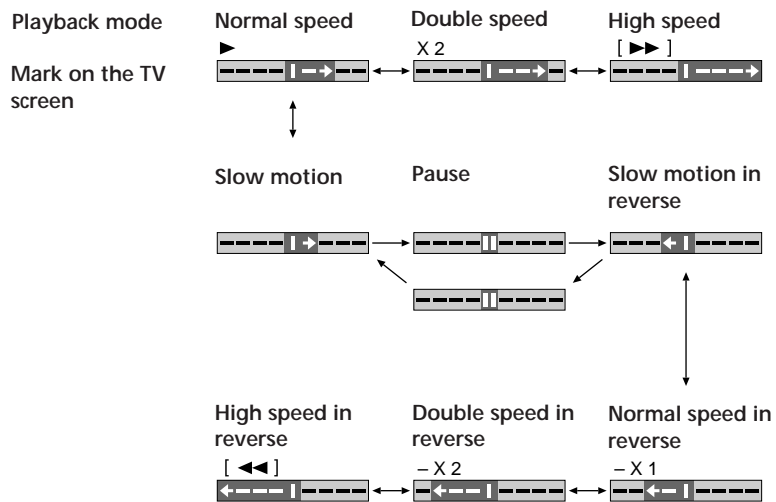 Playback mode
Normal speed
Double speed
High speed
▶
X 2
[ ▶▶ ]
Mark on the TV
screen
Slow motion
Pause
Slow motion in
reverse
High speed in
reverse
Double speed in
reverse
Normal speed in
reverse
[ ◀◀ ]
– X 2
– X 1